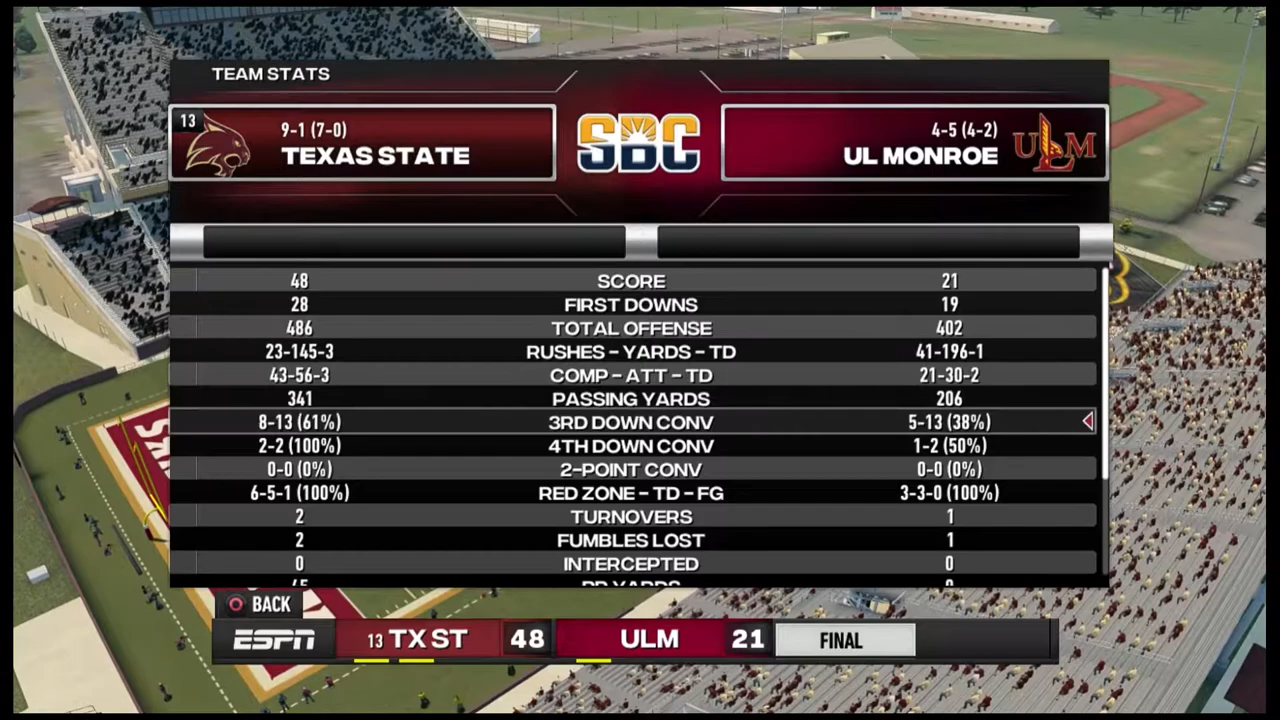 TEAM STATS
13 9-1 (7-0) SBC 4-5 (4-2)
TEXAS STATE UL MONROE ULM
48 SCORE 21
28 FIRST DOWNS 19
486 TOTAL OFFENSE 402
23-145-3 RUSHES - YARDS - TD 41-196-1
43-56-3 COMP - ATT - TD 21-30-2
341 PASSING YARDS 206
8-13 (61%) 3RD DOWN CONV 5-13 (38%)
2-2 (100%) 4TH DOWN CONV 1-2 (50%)
0-0 (0%) 2-POINT CONV 0-0 (0%)
6-5-1 (100%) RED ZONE - TD - FG 3-3-0 (100%)
2 TURNOVERS 1
2 FUMBLES LOST 1
0 INTERCEPTED 0
BACK
ESPN 13 TX ST 48 ULM 21 FINAL